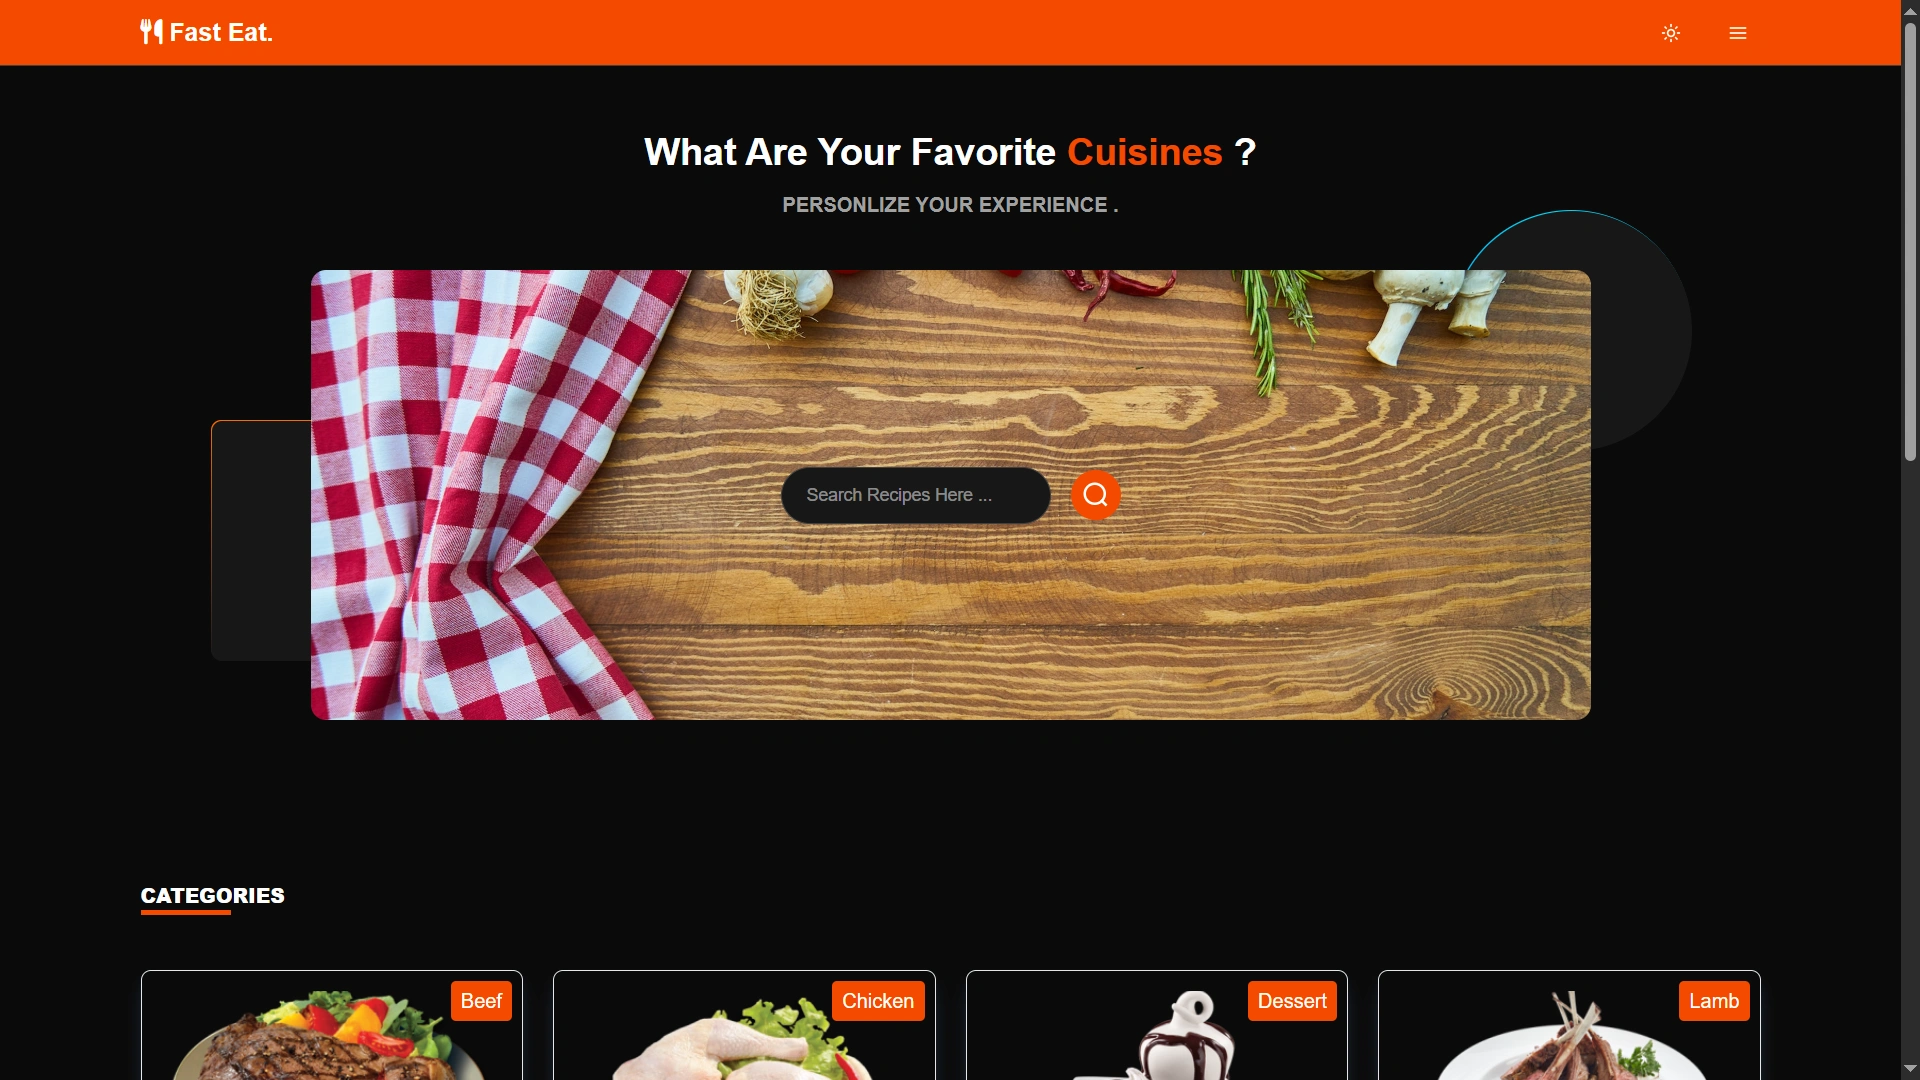 Fast Eat.
What Are Your Favorite Cuisines ?
PERSONLIZE YOUR EXPERIENCE .
Search Recipes Here ...
CATEGORIES
Beef
Chicken
Dessert
Lamb